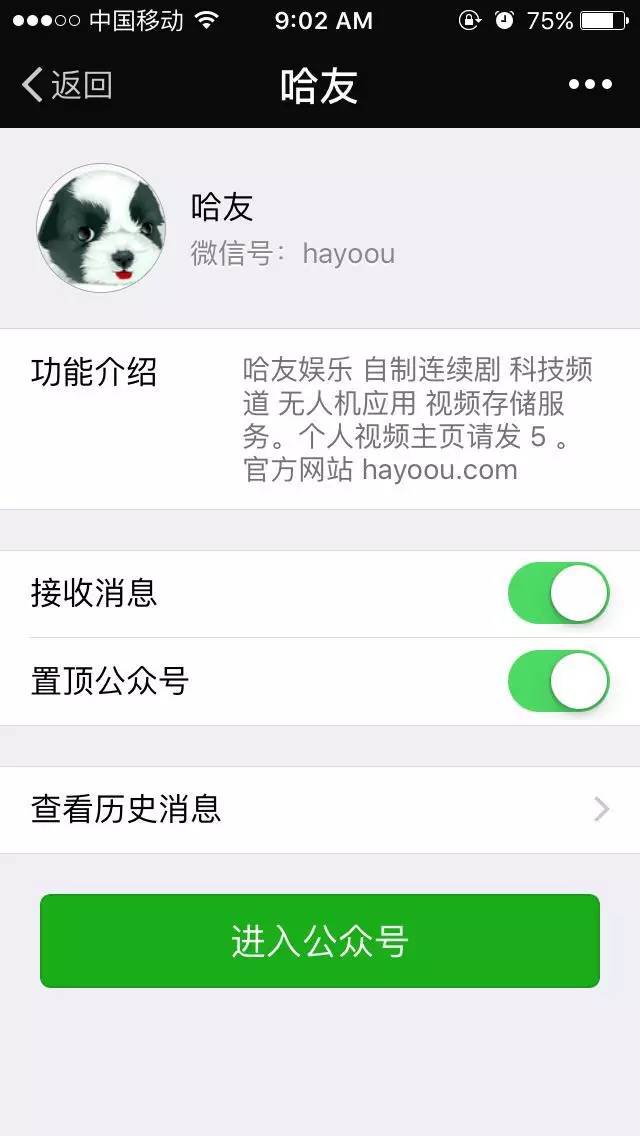 中国移动 9:02 AM 75%
返回 哈友
哈友
微信号：hayoou
功能介绍 哈友娱乐 自制连续剧 科技频
道 无人机应用 视频存储服
务。个人视频主页请发 5 。
官方网站 hayoou.com
接收消息
置顶公众号
查看历史消息
进入公众号